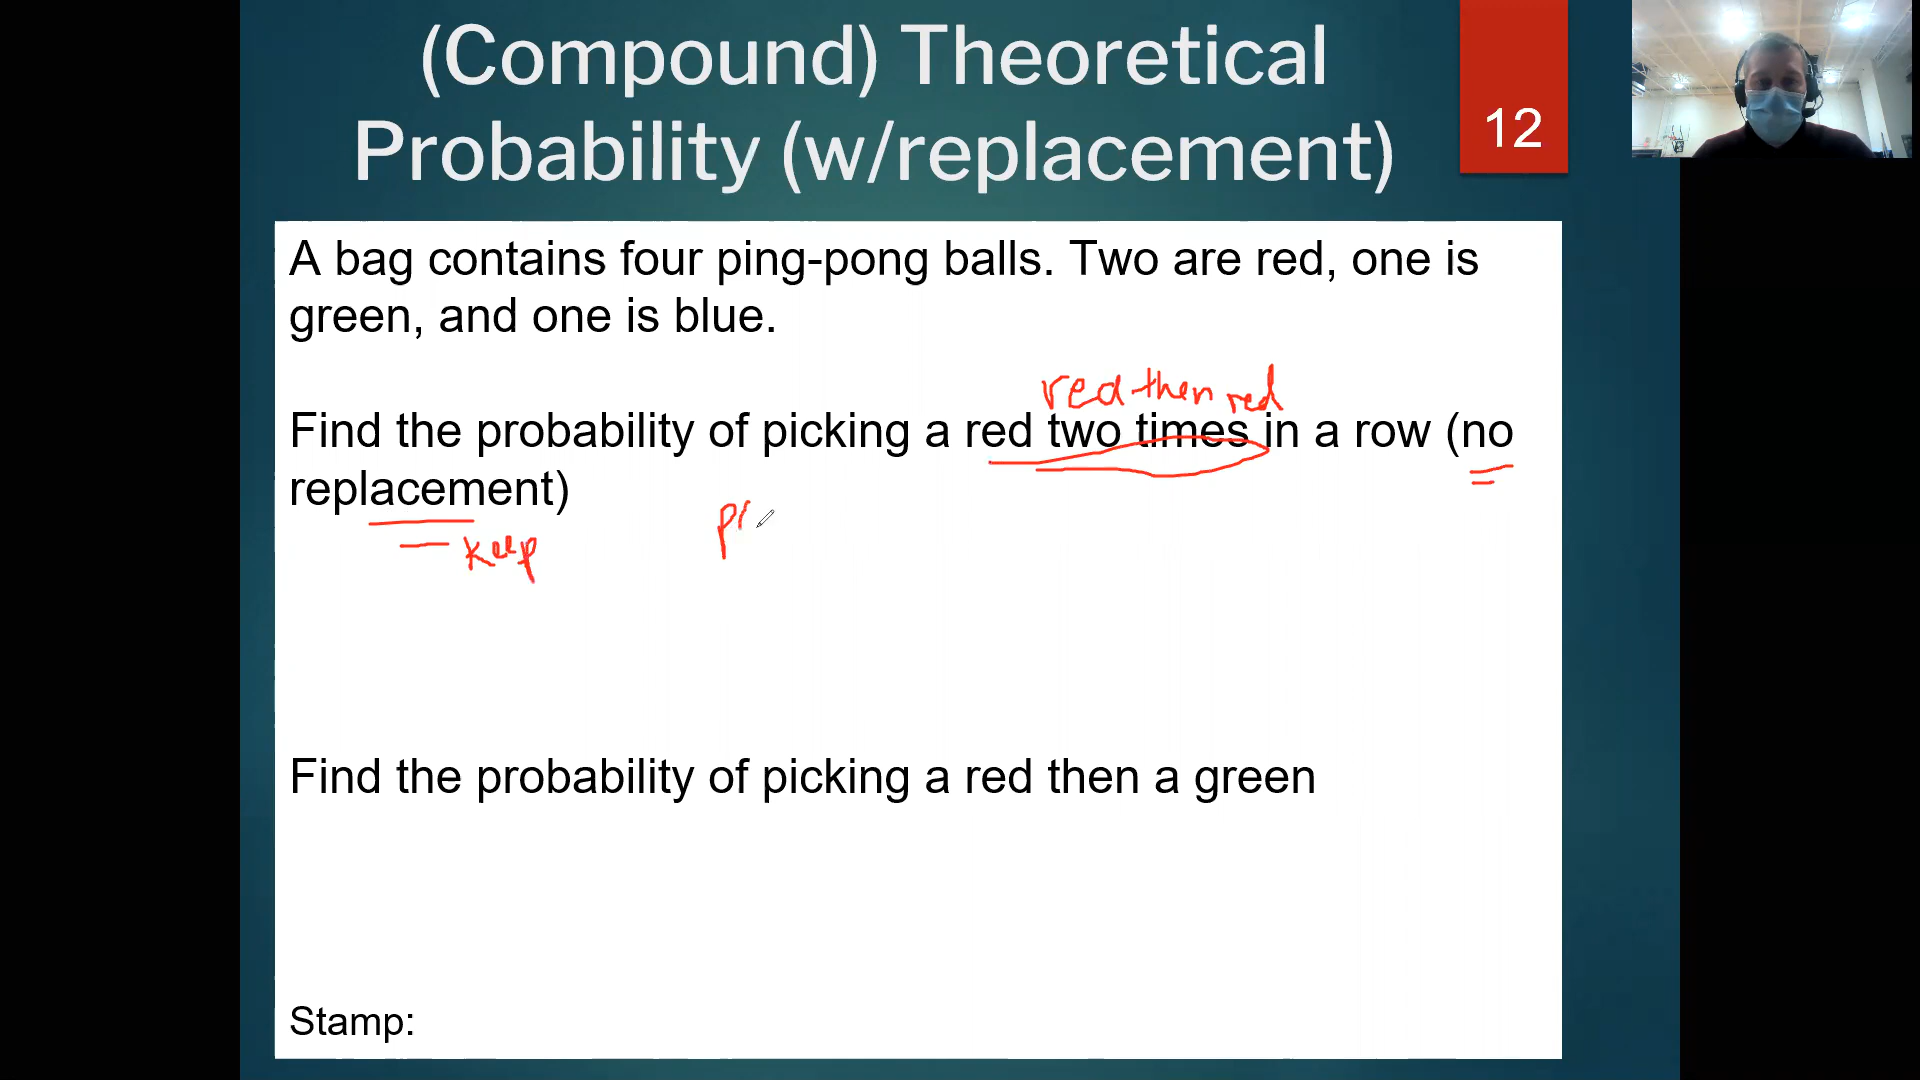 (Compound) Theoretical
Probability (w/replacement)
12
A bag contains four ping-pong balls. Two are red, one is
green, and one is blue.
red then red
Find the probability of picking a red two times in a row (no
replacement)
keep
p(
Find the probability of picking a red then a green
Stamp: